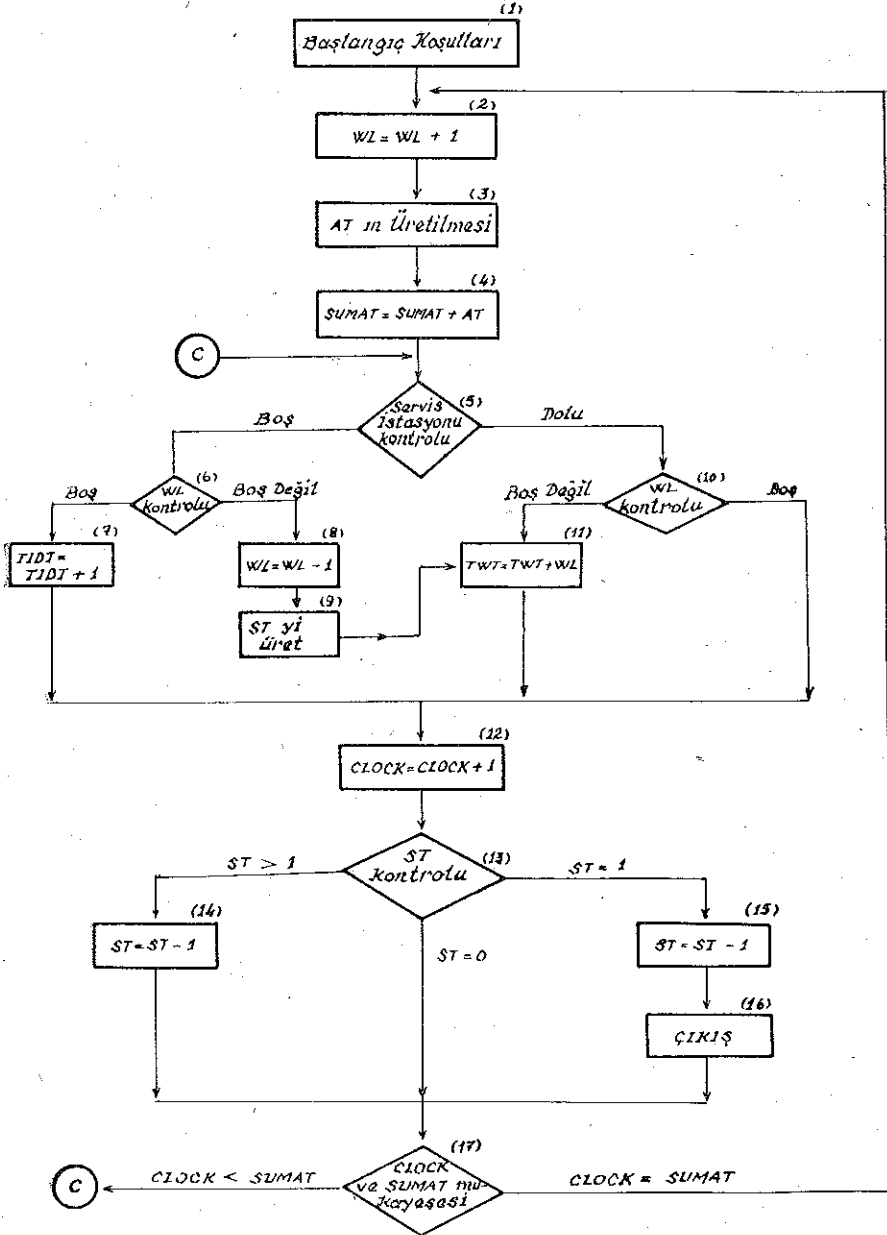 (1)
Başlangıç Koşulları
(2)
WL = WL + 1
(3)
AT ın Üretilmesi
(4)
SUMAT = SUMAT + AT
C
(5)
Servis
İstasyonu
kontrolu
Boş
Dolu
(6)
WL
kontrolu
Boş
Boş Değil
(10)
WL
kontrolu
Boş Değil
Boş
(7)
TIDT =
TIDT + 1
(8)
WL = WL - 1
(9)
ST yi
üret
(11)
TWT = TWT + WL
(12)
CLOCK = CLOCK + 1
(13)
ST
kontrolu
ST > 1
ST = 1
ST = 0
(14)
ST = ST - 1
(15)
ST = ST - 1
(16)
ÇIKIŞ
(17)
CLOCK
ve SUMAT mu-
kayesesi
CLOCK < SUMAT
CLOCK = SUMAT
C